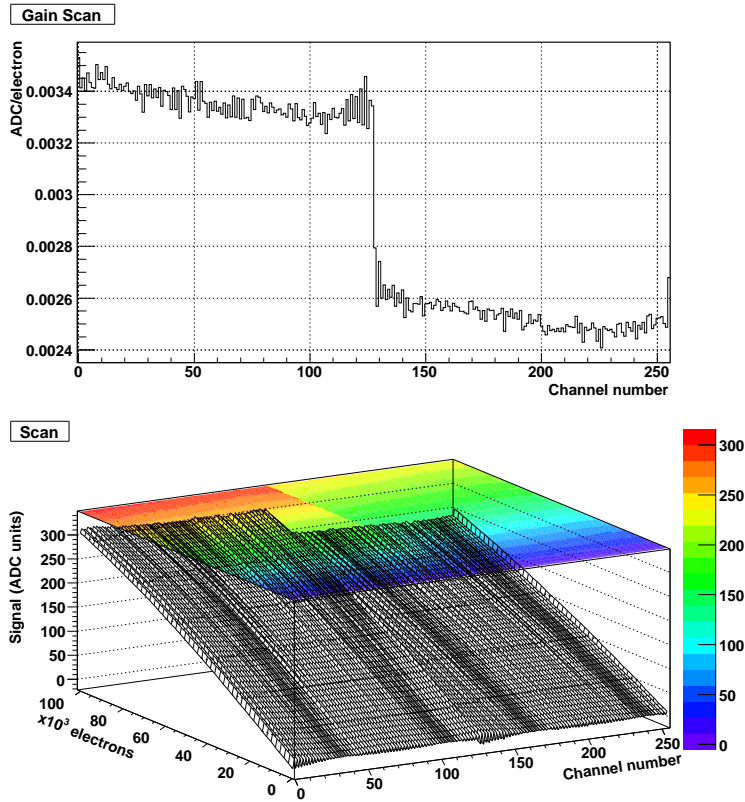 Gain Scan
ADC/electron
0.0034
0.0032
0.003
0.0028
0.0026
0.0024
0 50 100 150 200 250
Channel number
Scan
Signal (ADC units)
300
250
200
150
100
50
0
100
80
60
40
20
0
x10³ electrons
0 50 100 150 200 250
Channel number
300
250
200
150
100
50
0